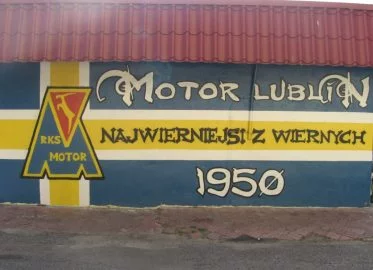 MOTOR LUBLIN
NAJWIERNIEJSI Z WIERNYCH
1950
RKS
MOTOR